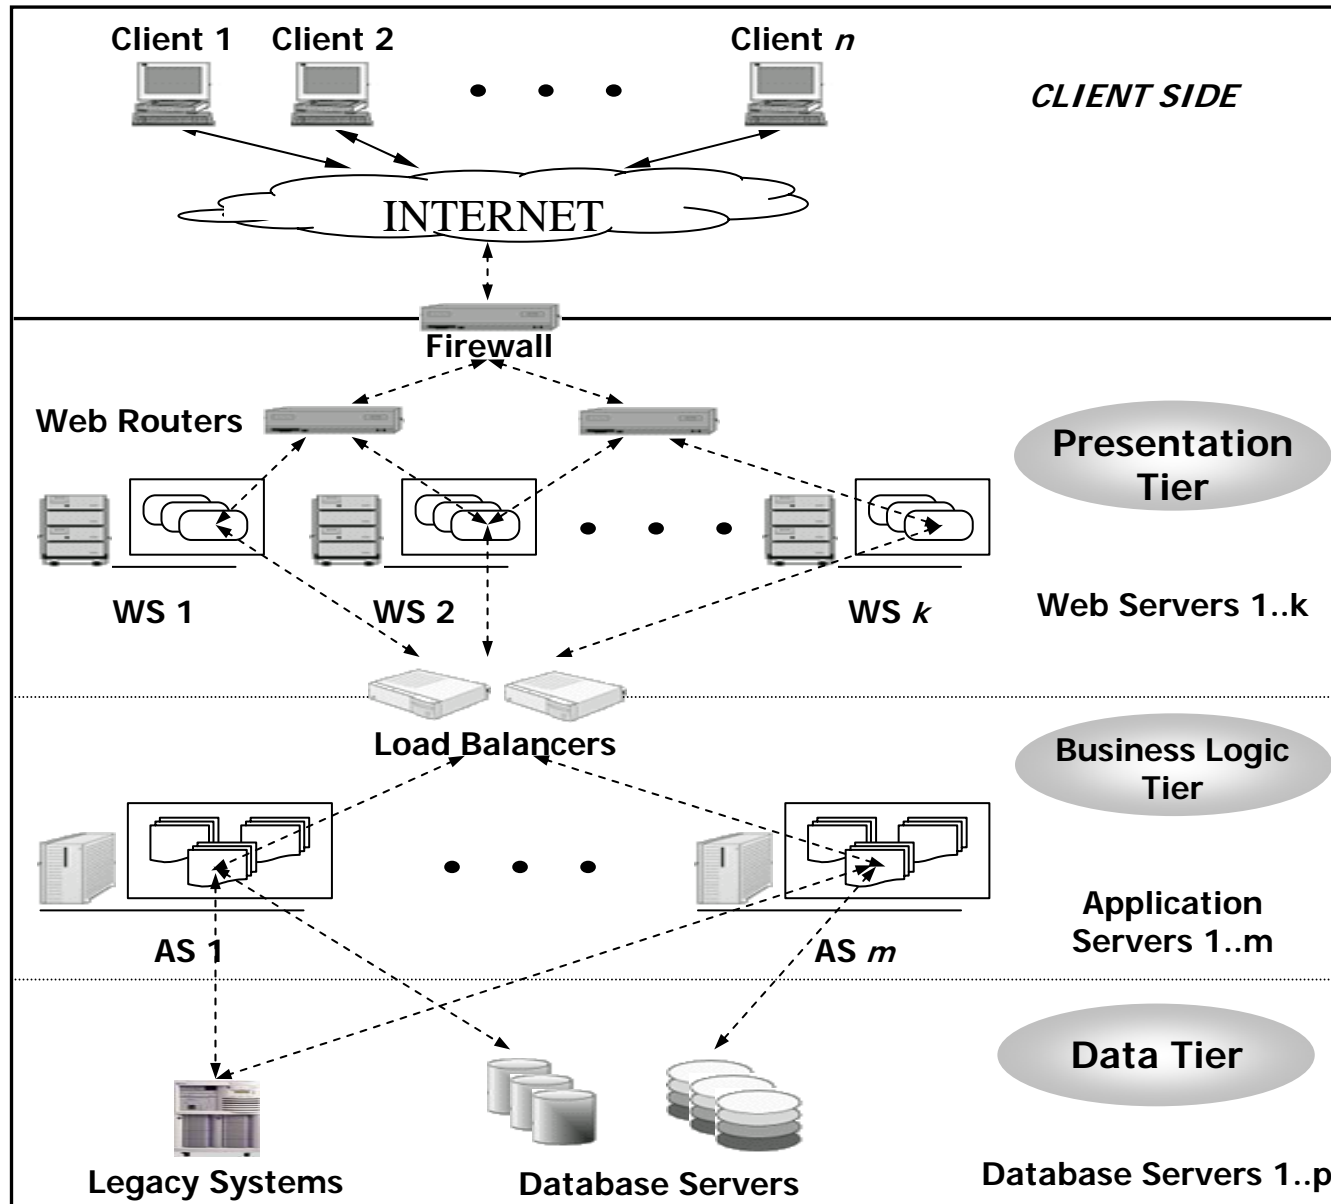 Client 1
Client 2
Client n
CLIENT SIDE
INTERNET
Firewall
Web Routers
Presentation
Tier
WS 1
WS 2
WS k
Web Servers 1..k
Load Balancers
Business Logic
Tier
AS 1
AS m
Application
Servers 1..m
Data Tier
Legacy Systems
Database Servers
Database Servers 1..p